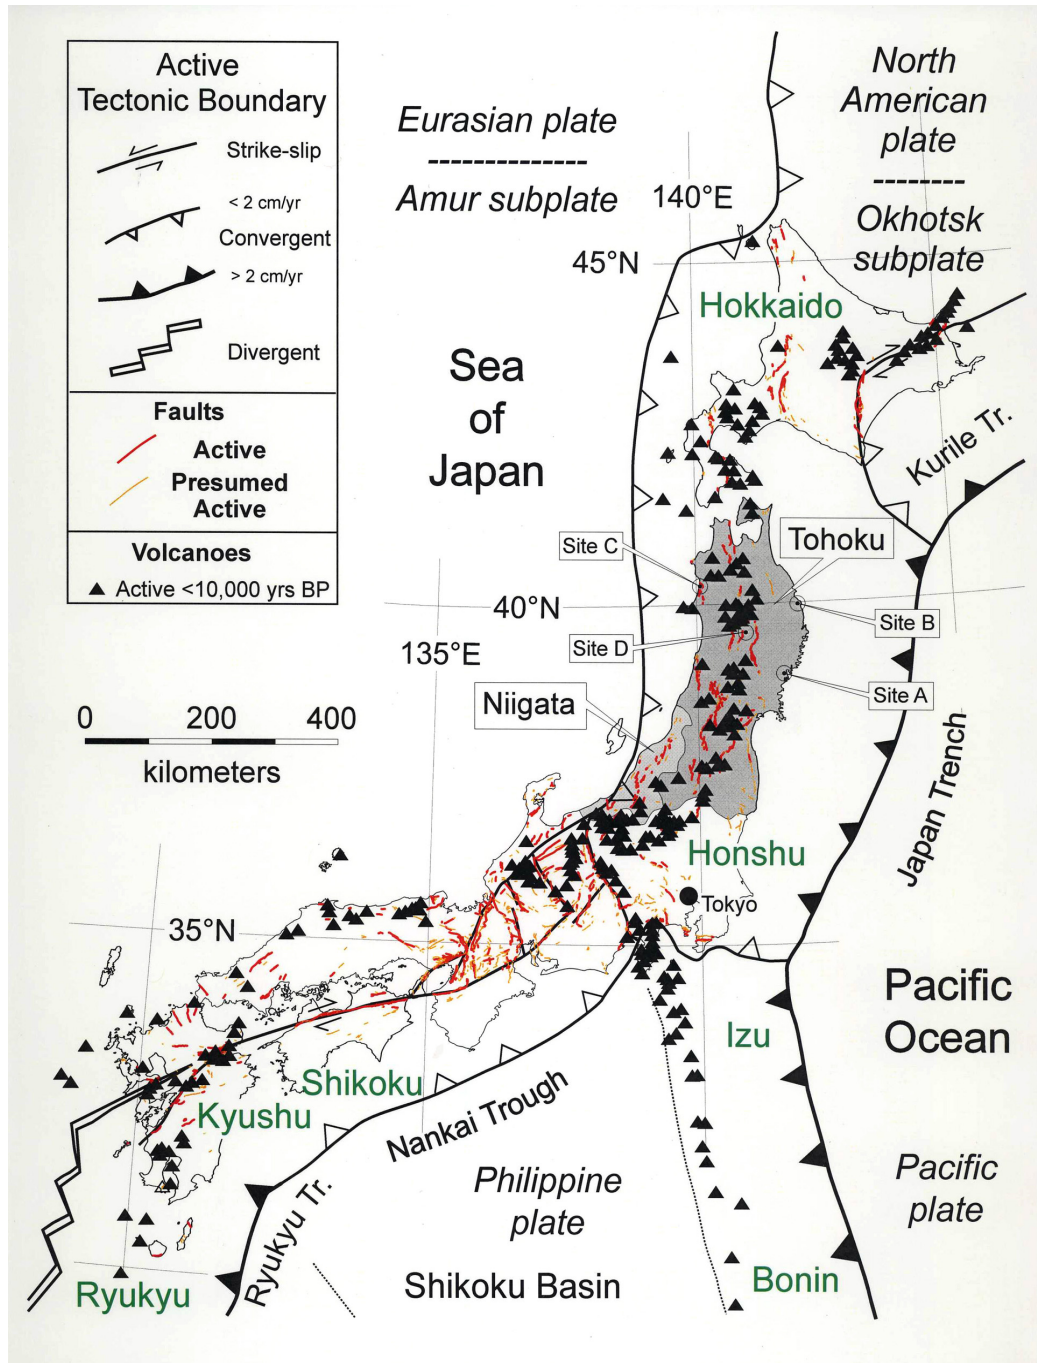 Active
Tectonic Boundary
Strike-slip
< 2 cm/yr
Convergent
> 2 cm/yr
Divergent
Faults
Active
Presumed
Active
Volcanoes
Active <10,000 yrs BP
Eurasian plate
Amur subplate
North
American
plate
Okhotsk
subplate
140°E
45°N
Hokkaido
Sea
of
Japan
Kurile Tr.
Site C
Tohoku
40°N
Site B
135°E
Site D
Site A
Niigata
0 200 400
kilometers
Japan Trench
Honshu
Tokyo
35°N
Pacific
Ocean
Izu
Shikoku
Kyushu
Nankai Trough
Philippine
plate
Pacific
plate
Ryukyu Tr.
Shikoku Basin
Bonin
Ryukyu